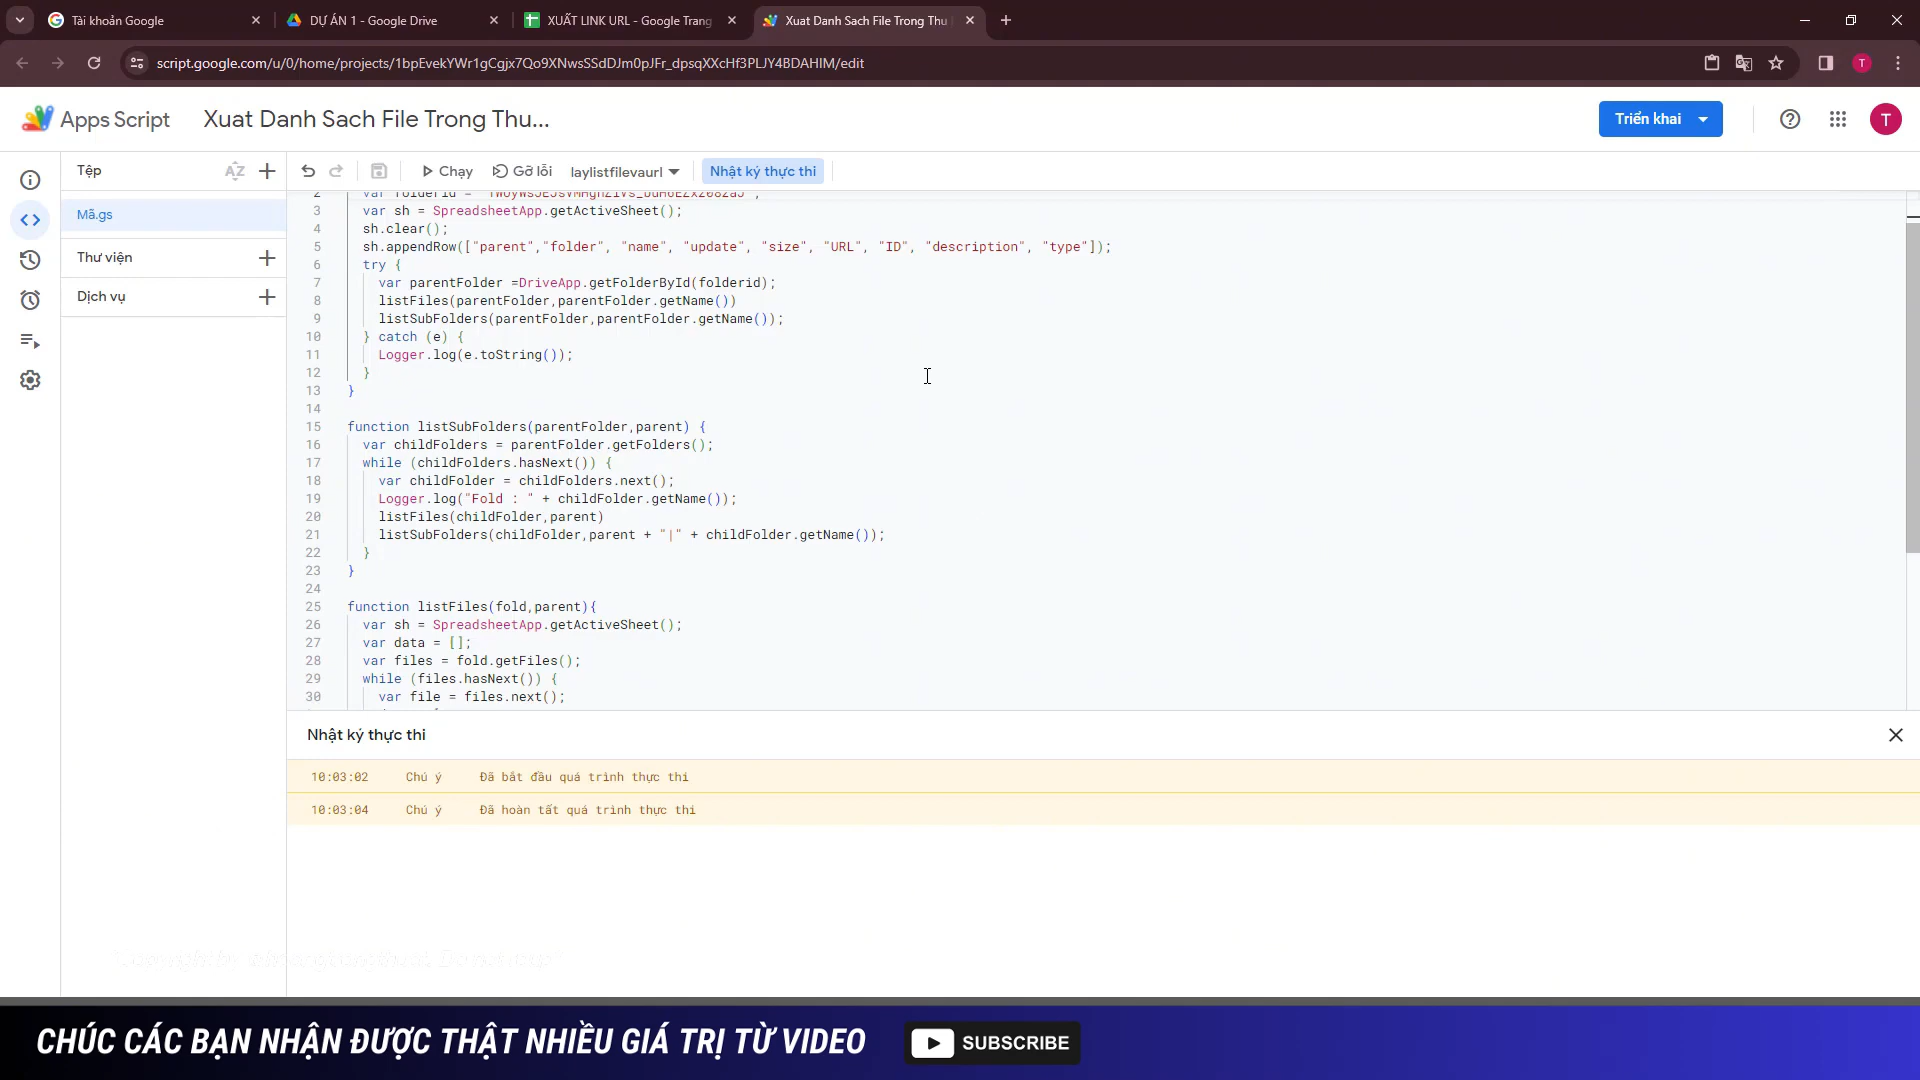 Tài khoản Google
DỰ ÁN 1 - Google Drive
XUẤT LINK URL - Google Trang
Xuat Danh Sach File Trong Thu
script.google.com/u/0/home/projects/1bpEvekYWr1gCgjx7Qo9XNwsSSdDJm0pJFr_dpsqXXcHf3PLJY4BDAHIM/edit
T
Apps Script
Xuat Danh Sach File Trong Thu...
Triển khai
T
Tệp
AZ
Chạy
Gỡ lỗi
laylistfilevaurl
Nhật ký thực thi
Mã.gs
Thư viện
Dịch vụ
2 var folderid =
3 var sh = SpreadsheetApp.getActiveSheet();
4 sh.clear();
5 sh.appendRow(["parent","folder", "name", "update", "size", "URL", "ID", "description", "type"]);
6 try {
7 var parentFolder =DriveApp.getFolderById(folderid);
8 listFiles(parentFolder,parentFolder.getName())
9 listSubFolders(parentFolder,parentFolder.getName());
10 } catch (e) {
11 Logger.log(e.toString());
12 }
13 }
14
15 function listSubFolders(parentFolder,parent) {
16 var childFolders = parentFolder.getFolders();
17 while (childFolders.hasNext()) {
18 var childFolder = childFolders.next();
19 Logger.log("Fold : " + childFolder.getName());
20 listFiles(childFolder,parent)
21 listSubFolders(childFolder,parent + "|" + childFolder.getName());
22 }
23 }
24
25 function listFiles(fold,parent){
26 var sh = SpreadsheetApp.getActiveSheet();
27 var data = [];
28 var files = fold.getFiles();
29 while (files.hasNext()) {
30 var file = files.next();
Nhật ký thực thi
10:03:02 Chú ý Đã bắt đầu quá trình thực thi
10:03:04 Chú ý Đã hoàn tất quá trình thực thi
CHÚC CÁC BẠN NHẬN ĐƯỢC THẬT NHIỀU GIÁ TRỊ TỪ VIDEO
SUBSCRIBE